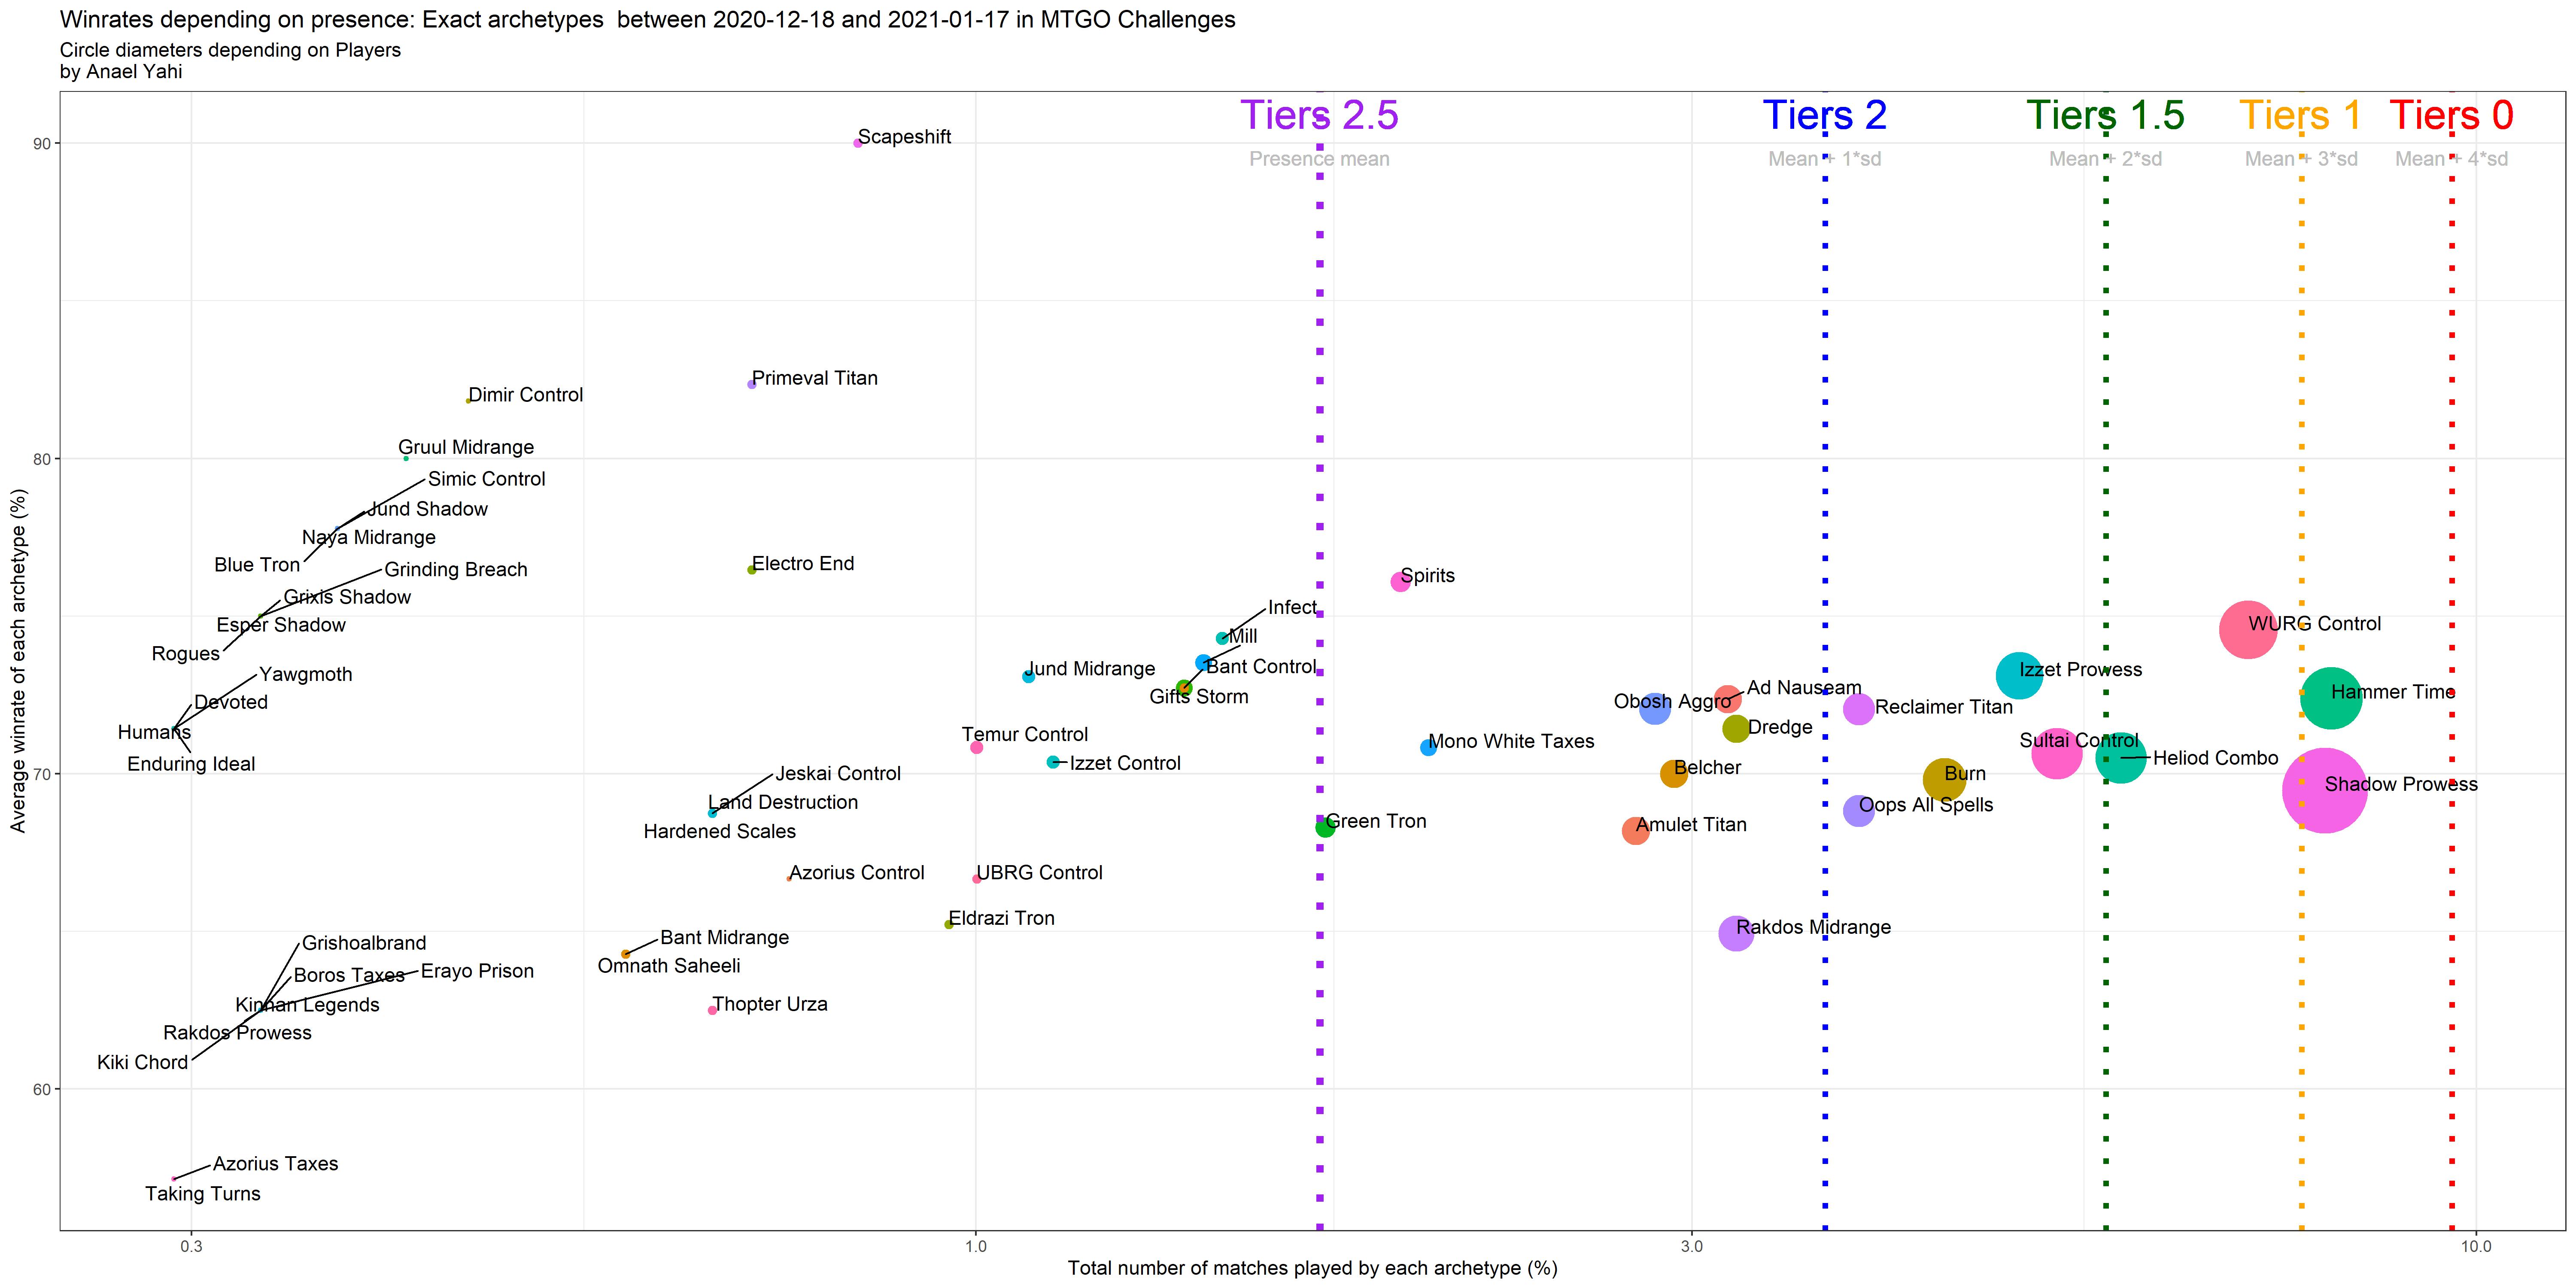 Winrates depending on presence: Exact archetypes  between 2020-12-18 and 2021-01-17 in MTGO Challenges
Circle diameters depending on Players
by Anael Yahi
Tiers 2.5
Tiers 2
Tiers 1.5
Tiers 1
Tiers 0
Presence mean
Mean + 1*sd
Mean + 2*sd
Mean + 3*sd
Mean + 4*sd
Average winrate of each archetype (%)
90
80
70
60
Scapeshift
Primeval Titan
Dimir Control
Gruul Midrange
Simic Control
Jund Shadow
Naya Midrange
Blue Tron
Grinding Breach
Electro End
Spirits
Grixis Shadow
Infect
Esper Shadow
WURG Control
Mill
Rogues
Bant Control
Jund Midrange
Izzet Prowess
Yawgmoth
Gifts Storm
Ad Nauseam
Hammer Time
Devoted
Obosh Aggro
Reclaimer Titan
Humans
Temur Control
Dredge
Mono White Taxes
Sultai Control
Enduring Ideal
Izzet Control
Heliod Combo
Belcher
Jeskai Control
Burn
Shadow Prowess
Land Destruction
Oops All Spells
Hardened Scales
Green Tron
Amulet Titan
Azorius Control
UBRG Control
Eldrazi Tron
Rakdos Midrange
Bant Midrange
Grishoalbrand
Omnath Saheeli
Boros Taxes
Erayo Prison
Kinnan Legends
Thopter Urza
Rakdos Prowess
Kiki Chord
Azorius Taxes
Taking Turns
0.3
1.0
3.0
10.0
Total number of matches played by each archetype (%)